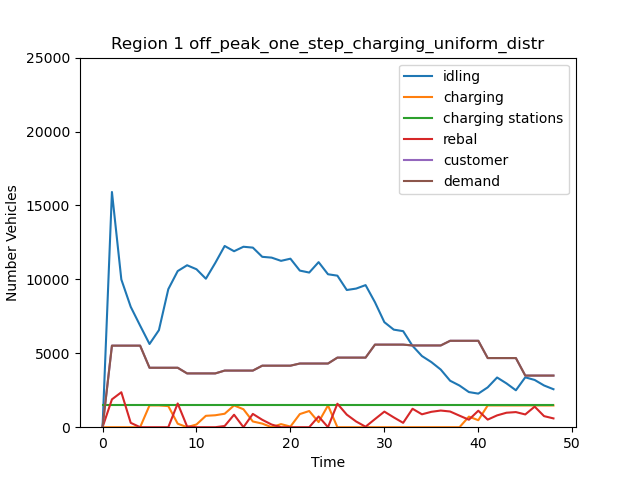 Region 1 off_peak_one_step_charging_uniform_distr
25000
20000
15000
10000
5000
0
Number Vehicles
idling
charging
charging stations
rebal
customer
demand
0 10 20 30 40 50
Time